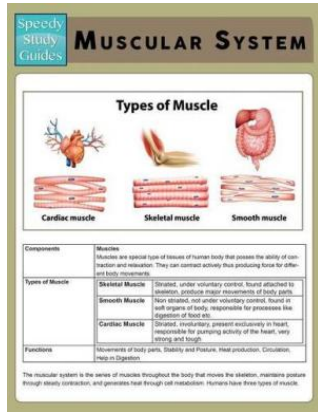 Speedy
Study
Guides
MUSCULAR SYSTEM
Types of Muscle
Cardiac muscle
Skeletal muscle
Smooth muscle
Components
Muscles
Muscles are special type of tissues of human body that posses the ability of con-
traction and relaxation. They can contract actively thus producing force for differ-
ent body movements.
Types of Muscle
Skeletal Muscle
Striated, under voluntary control, found attached to
skeleton, produce major movements of body parts.
Smooth Muscle
Non striated, not under voluntary control, found in
soft organs of body, responsible for processes like
digestion of food etc.
Cardiac Muscle
Striated, involuntary, present exclusively in heart,
responsible for pumping activity of the heart, very
strong and tough
Functions
Movements of body parts, Stability and Posture, Heat production, Circulation,
Help in Digestion
The muscular system is the series of muscles throughout the body that moves the skeleton, maintains posture
through steady contraction, and generates heat through cell metabolism. Humans have three types of muscle.